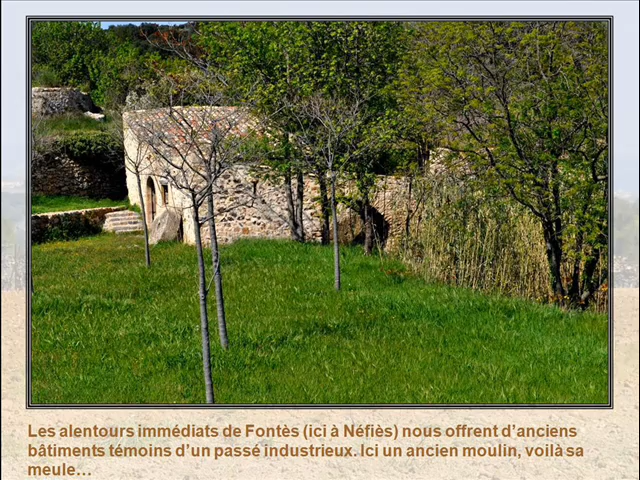 Les alentours immédiats de Fontès (ici à Néfiès) nous offrent d’anciens
bâtiments témoins d’un passé industrieux. Ici un ancien moulin, voilà sa
meule…